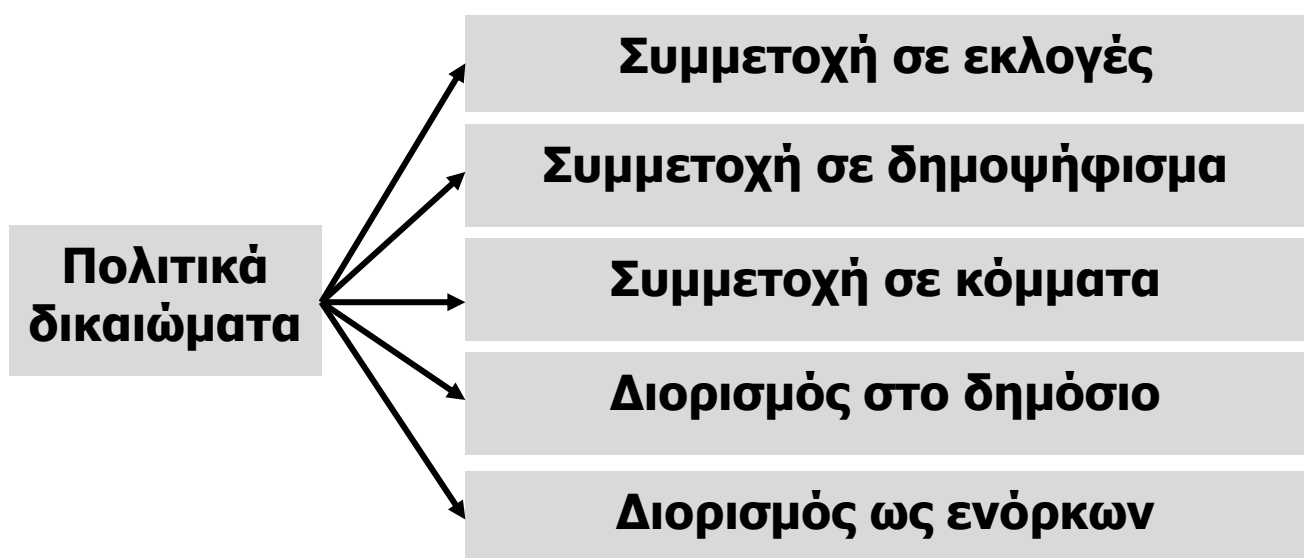 Συμμετοχή σε εκλογές
Συμμετοχή σε δημοψήφισμα
Πολιτικά
δικαιώματα
Συμμετοχή σε κόμματα
Διορισμός στο δημόσιο
Διορισμός ως ενόρκων